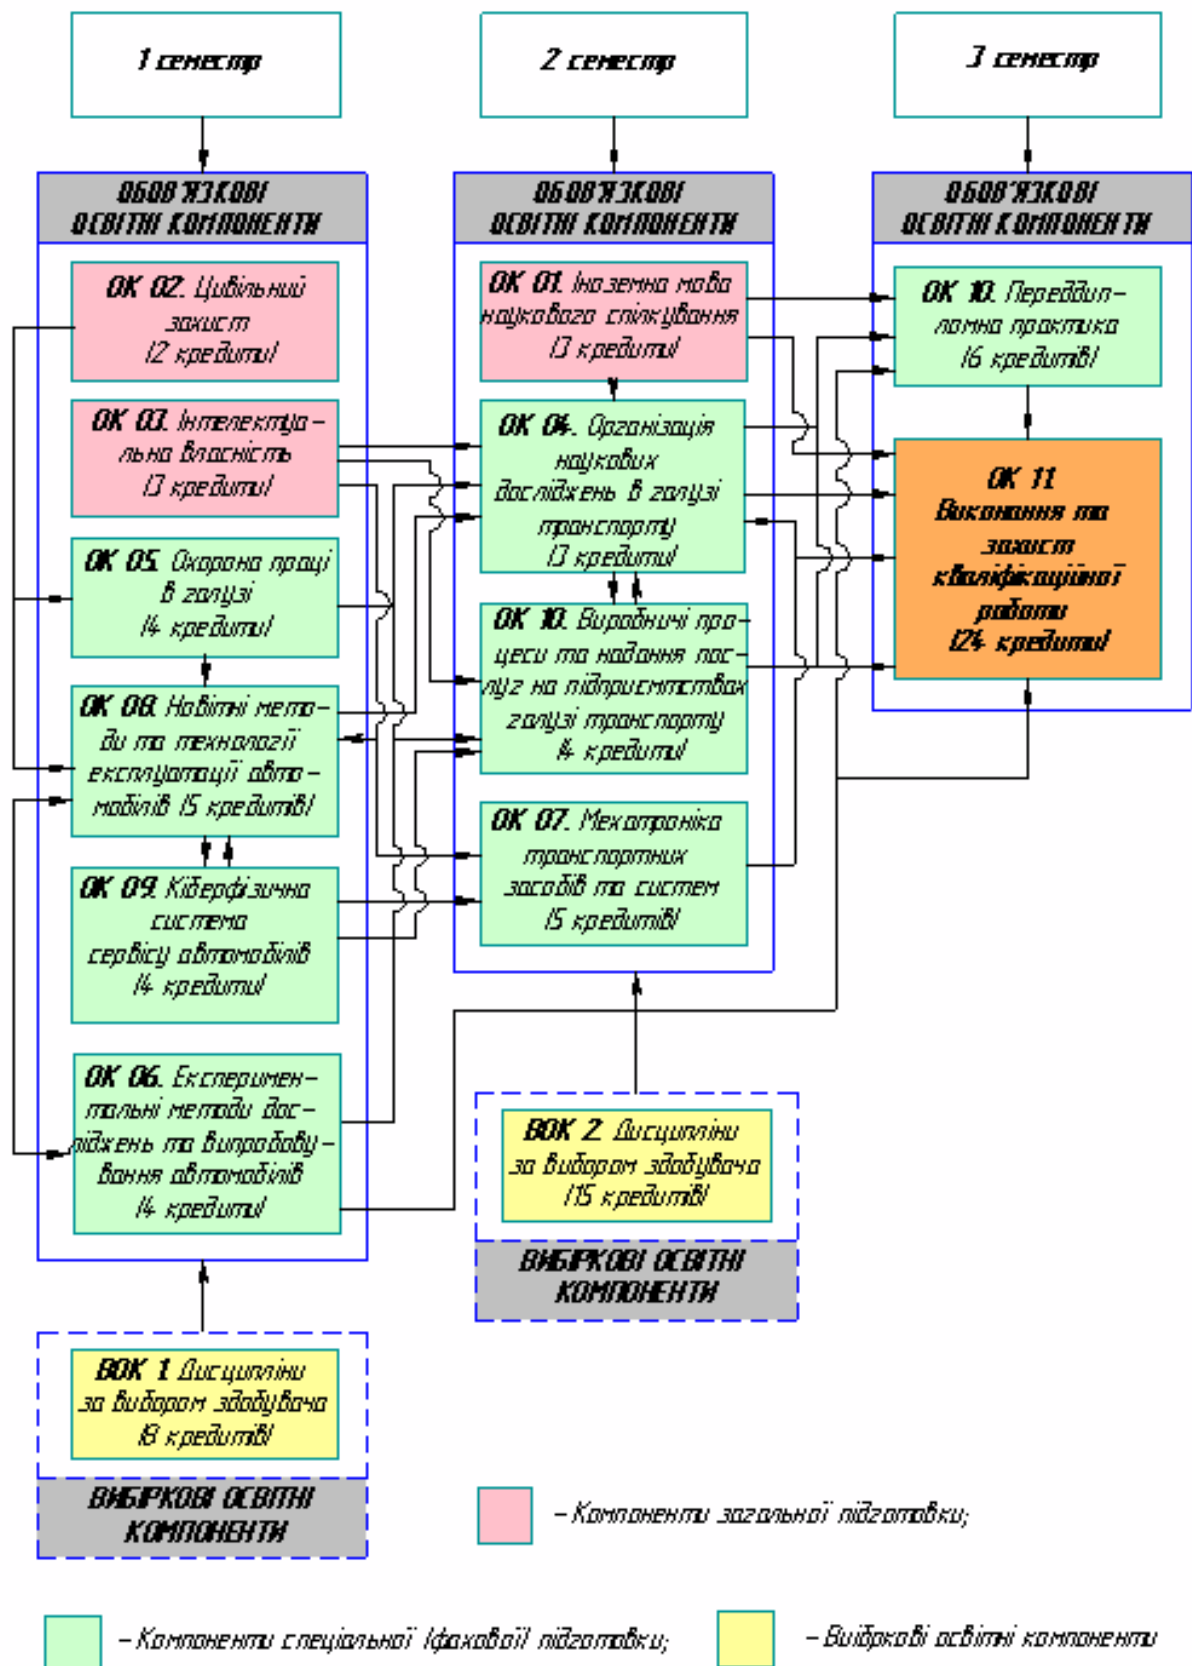 1 семестр
2 семестр
3 семестр
ОБОВ'ЯЗКОВІ
ОСВІТНІ КОМПОНЕНТИ
ОК 02. Цивільний
захист
(2 кредити)
ОК 03. Інтелектуа-
льна власність
(3 кредити)
ОК 05. Охорона праці
в галузі
(4 кредити)
ОК 08. Новітні мето-
ди та технології
експлуатації авто-
мобілів (5 кредитів)
ОК 09. Кіберфізична
система
сервісу автомобілів
(4 кредити)
ОК 06. Експеримен-
тальні методи дос-
ліджень та випробову-
вання автомобілів
(4 кредити)
ВОК 1. Дисципліни
за вибором здобувача
(8 кредитів)
ВИБІРКОВІ ОСВІТНІ
КОМПОНЕНТИ
ОБОВ'ЯЗКОВІ
ОСВІТНІ КОМПОНЕНТИ
ОК 01. Іноземна мова
наукового спілкування
(3 кредити)
ОК 04. Організація
наукових
досліджень в галузі
транспорту
(3 кредити)
ОК 10. Виробничі про-
цеси та надання пос-
луг на підприємтствах
галузі транспорту
(4 кредити)
ОК 07. Мехатроніка
транспортних
засобів та систем
(5 кредитів)
ВОК 2. Дисципліни
за вибором здобувача
(15 кредитів)
ВИБІРКОВІ ОСВІТНІ
КОМПОНЕНТИ
ОБОВ'ЯЗКОВІ
ОСВІТНІ КОМПОНЕНТИ
ОК 10. Переддип-
ломна практика
(6 кредитів)
ОК 11
Виконання та
захист
кваліфікаційної
работи
(24 кредити)
– Компоненти загальної підготовки;
– Компоненти спеціальної (фахової) підготовки;
– Вибіркові освітні компоненти